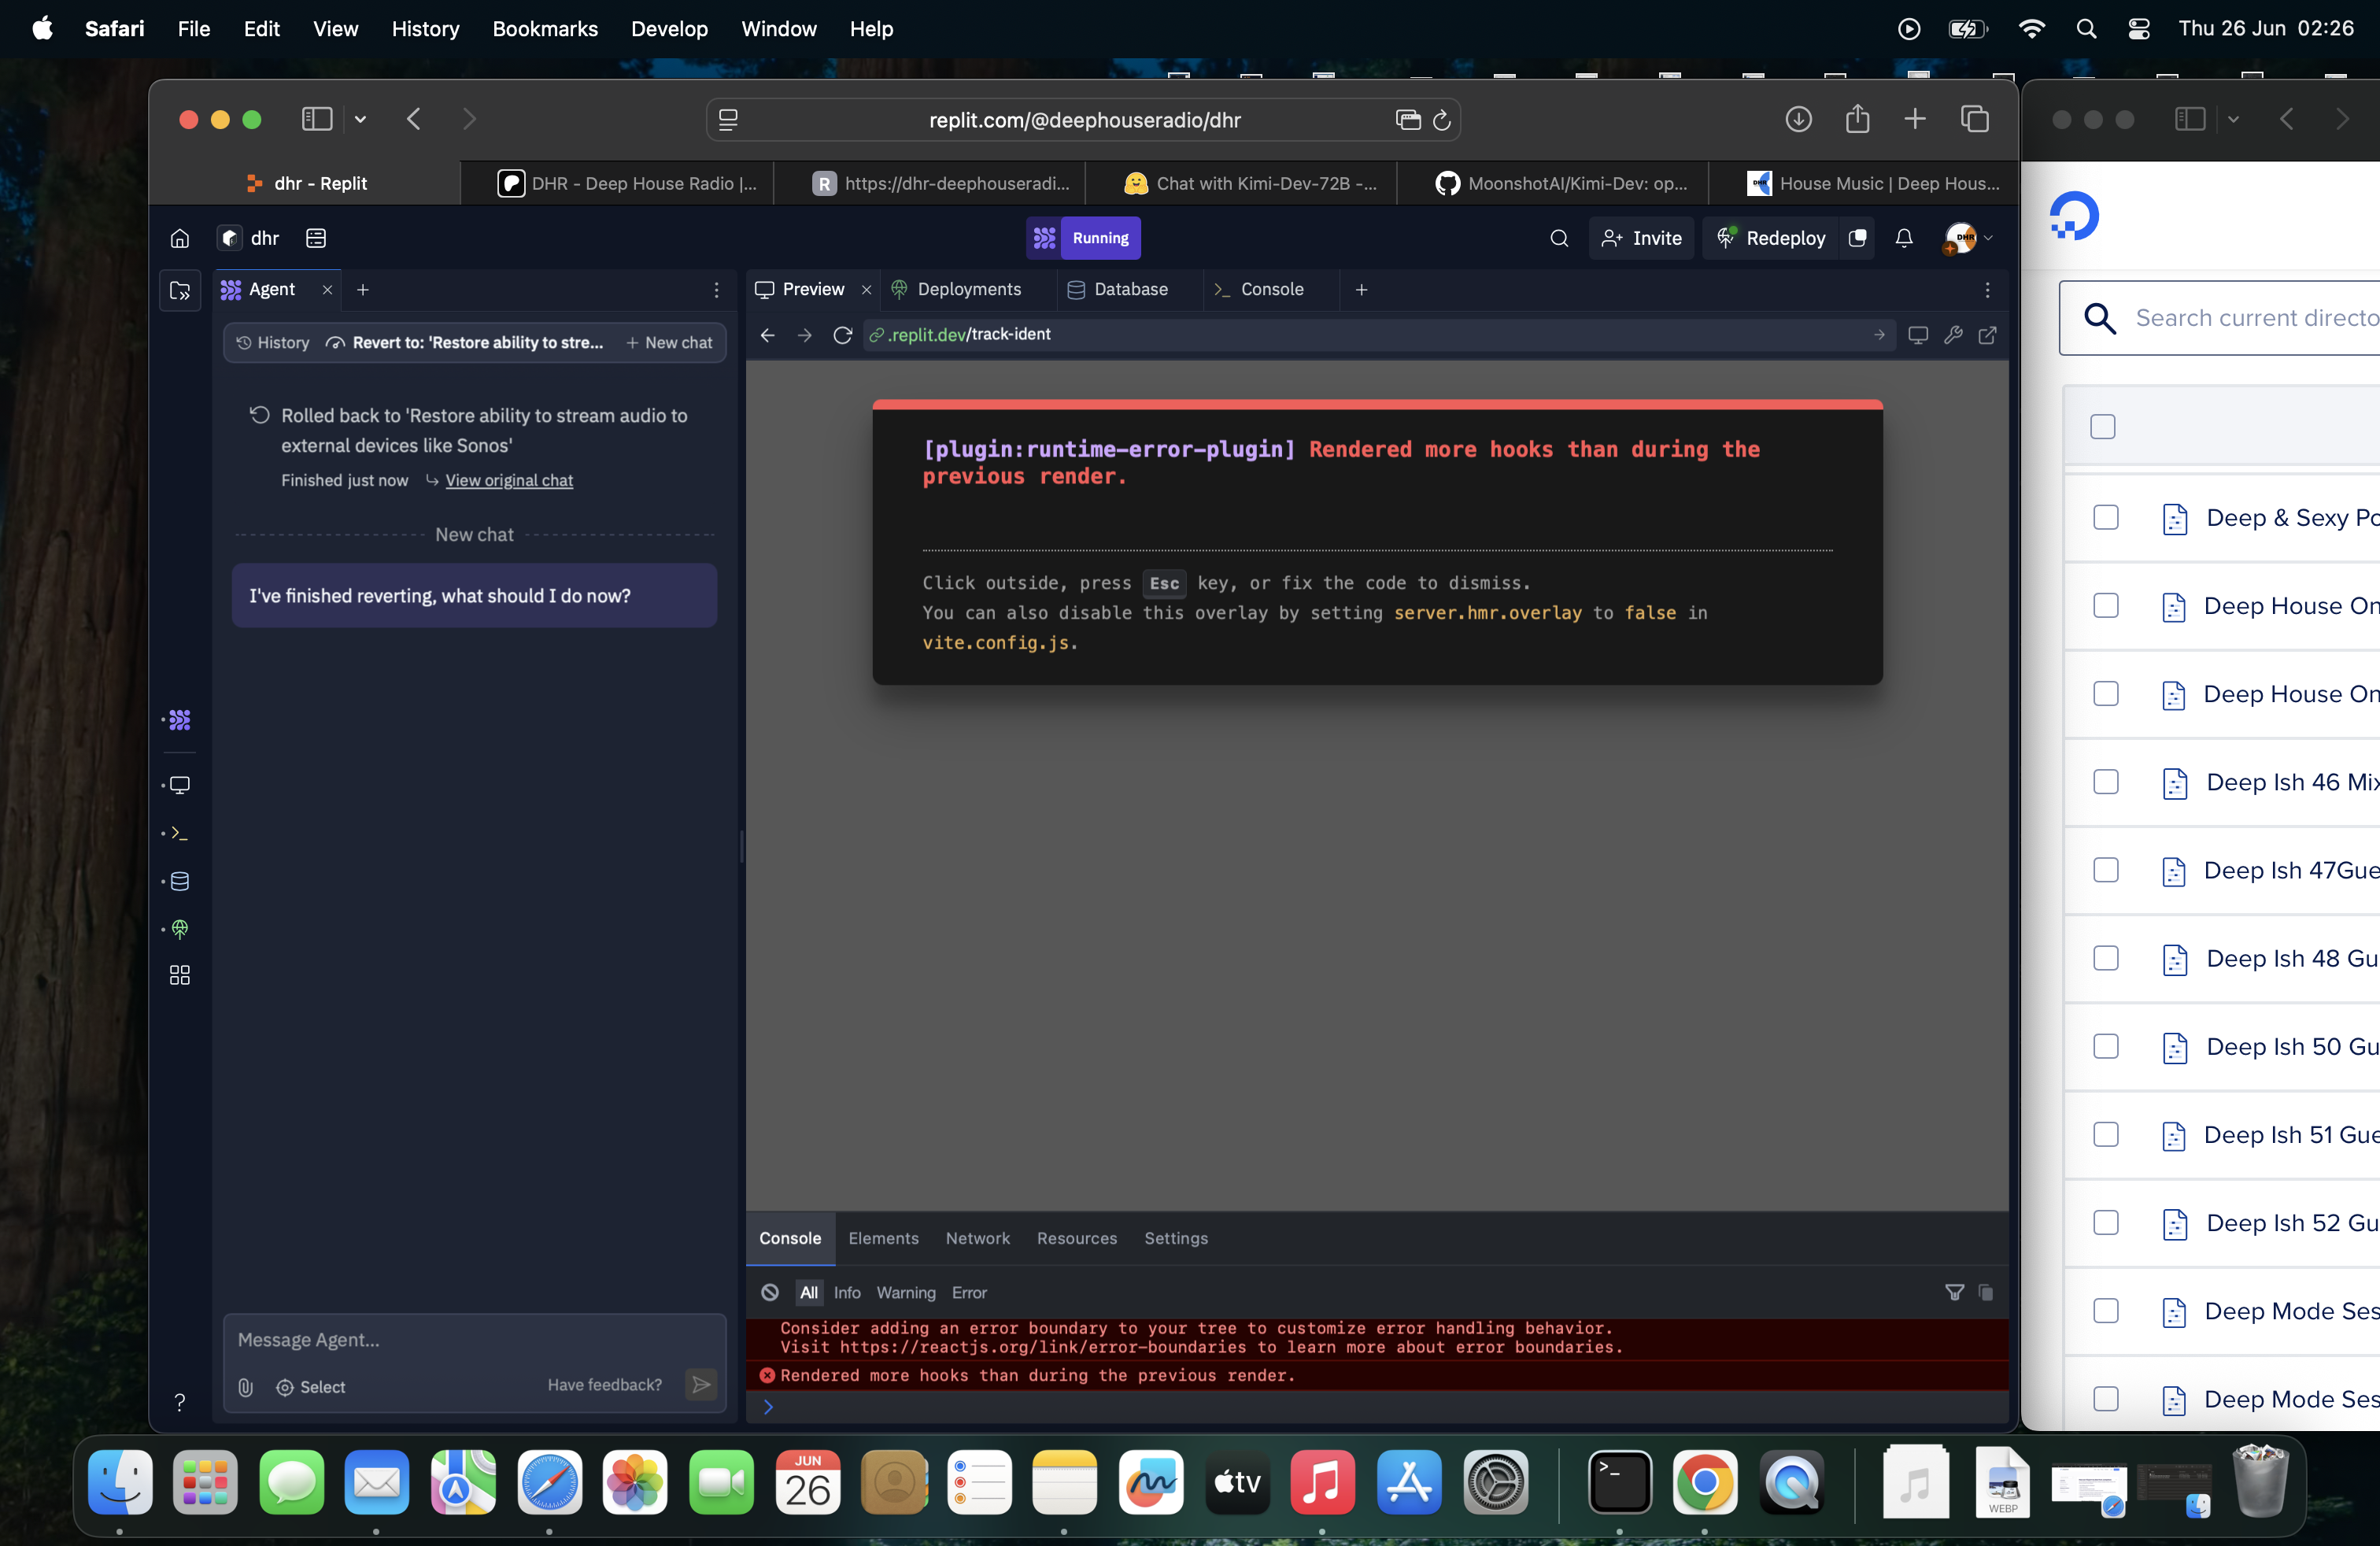 Safari File Edit View History Bookmarks Develop Window Help
Thu 26 Jun 02:26
replit.com/@deephouseradio/dhr
dhr - Replit
DHR - Deep House Radio |...
R https://dhr-deephouseradi...
Chat with Kimi-Dev-72B -...
MoonshotAI/Kimi-Dev: op...
House Music | Deep Hous...
dhr
Running
Invite
Redeploy
DHR
Agent
Preview
Deployments
Database
Console
History
Revert to: 'Restore ability to stre...
New chat
.replit.dev/track-ident
Rolled back to 'Restore ability to stream audio to
external devices like Sonos'
Finished just now View original chat
New chat
I've finished reverting, what should I do now?
[plugin:runtime-error-plugin] Rendered more hooks than during the
previous render.
Click outside, press Esc key, or fix the code to dismiss.
You can also disable this overlay by setting server.hmr.overlay to false in
vite.config.js.
Console Elements Network Resources Settings
All Info Warning Error
Consider adding an error boundary to your tree to customize error handling behavior.
Visit https://reactjs.org/link/error-boundaries to learn more about error boundaries.
Rendered more hooks than during the previous render.
Message Agent...
Select
Have feedback?
?
Search current directo
Deep & Sexy Po
Deep House On
Deep House On
Deep Ish 46 Mix
Deep Ish 47Gue
Deep Ish 48 Gu
Deep Ish 50 Gu
Deep Ish 51 Gue
Deep Ish 52 Gu
Deep Mode Ses
Deep Mode Ses
JUN
26
tv
WEBP